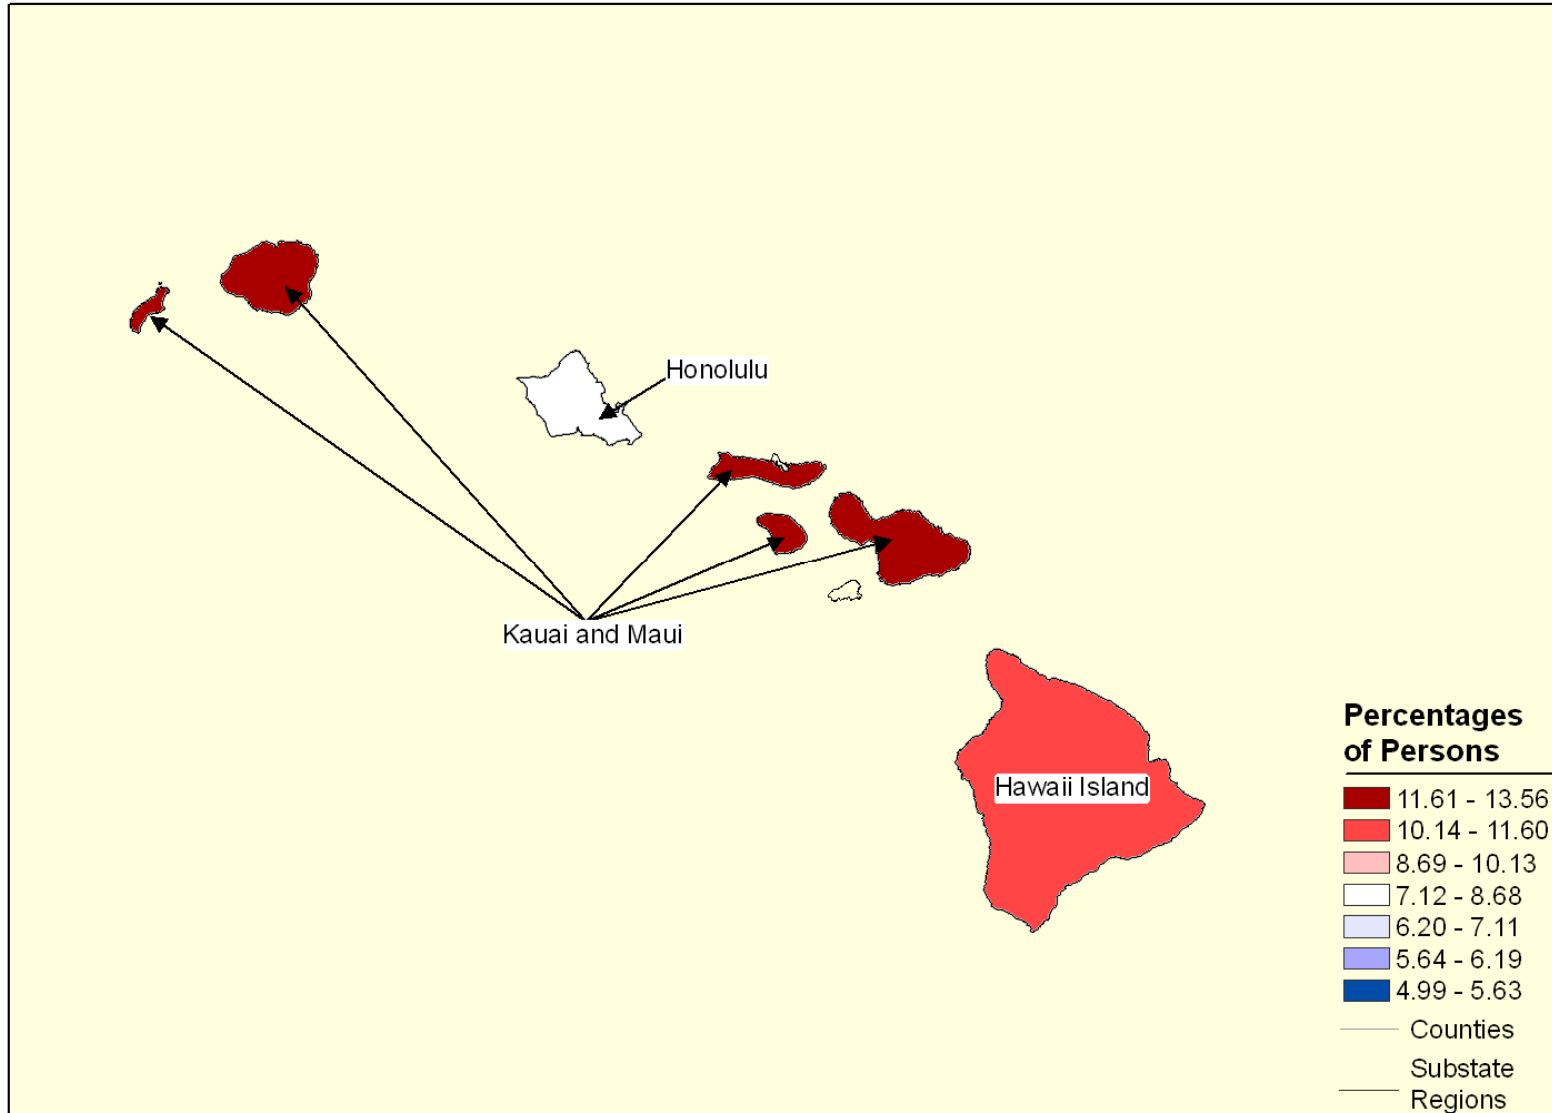 Honolulu
Kauai and Maui
Hawaii Island
Percentages
of Persons
11.61 - 13.56
10.14 - 11.60
8.69 - 10.13
7.12 - 8.68
6.20 - 7.11
5.64 - 6.19
4.99 - 5.63
Counties
Substate
Regions